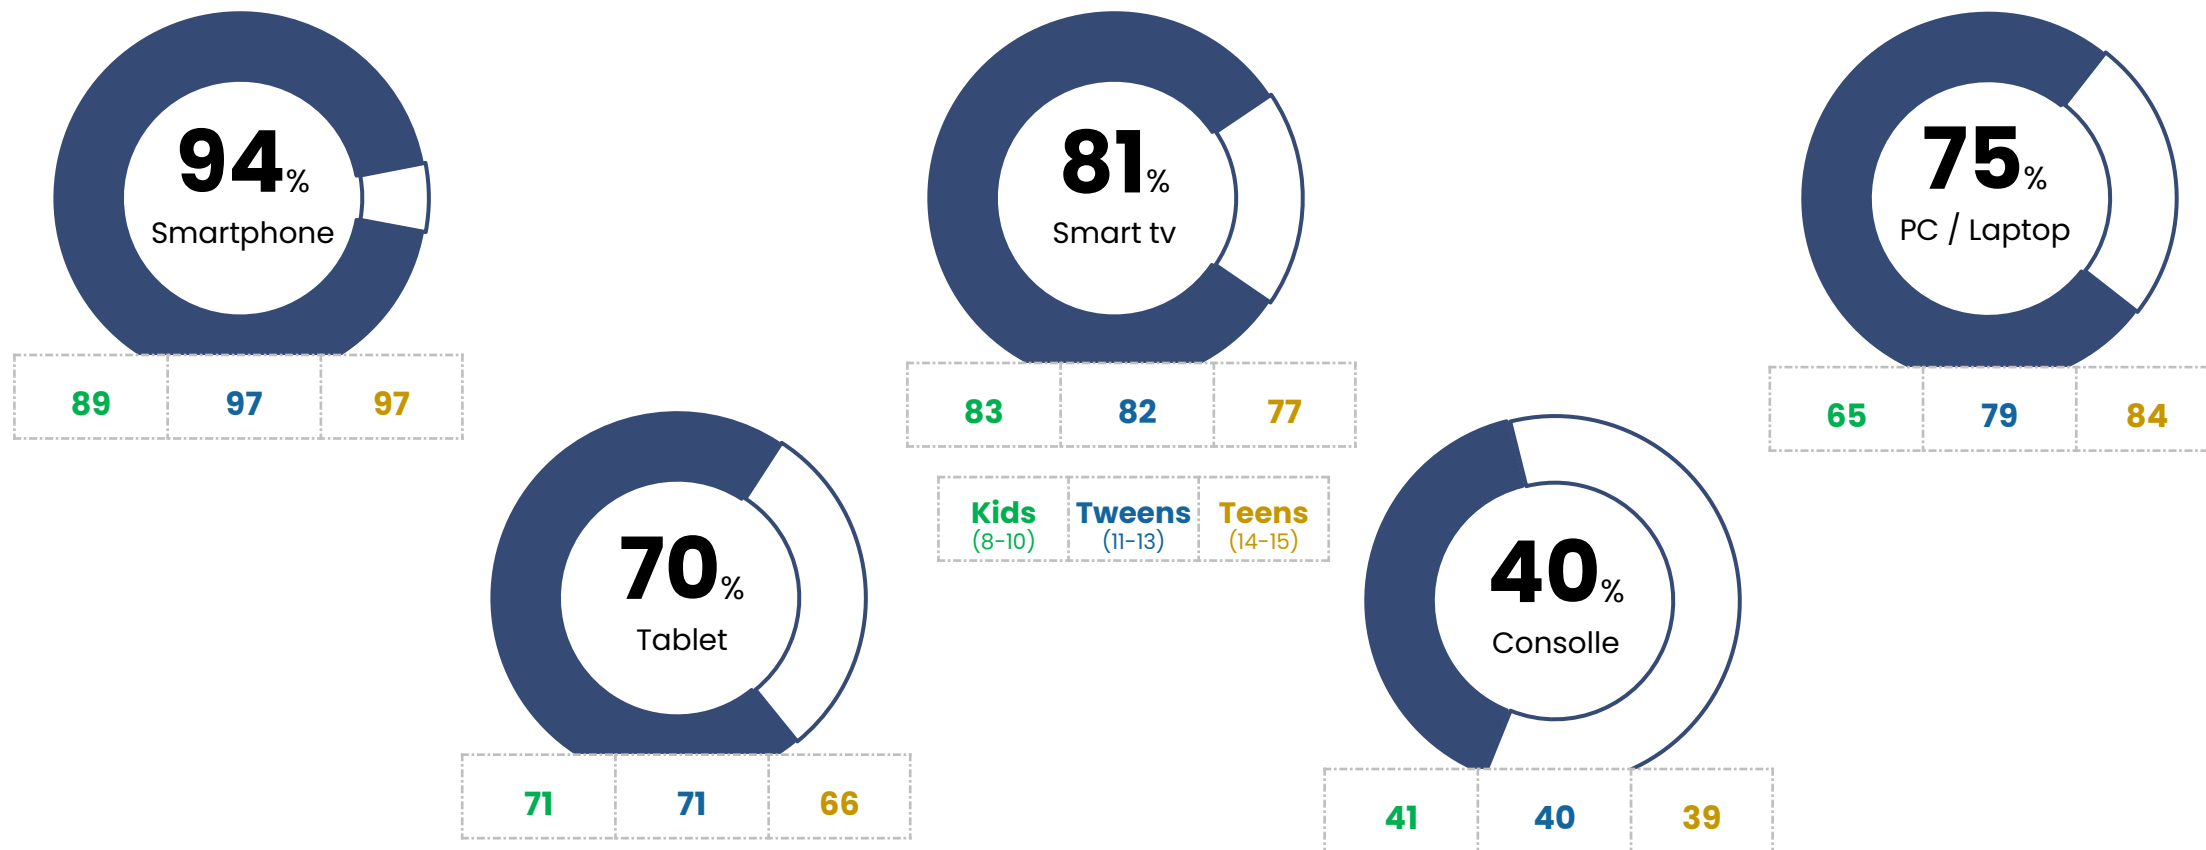 94%
Smartphone
89 97 97
81%
Smart tv
83 82 77
75%
PC / Laptop
65 79 84
Kids Tweens Teens
(8-10) (11-13) (14-15)
70%
Tablet
71 71 66
40%
Consolle
41 40 39